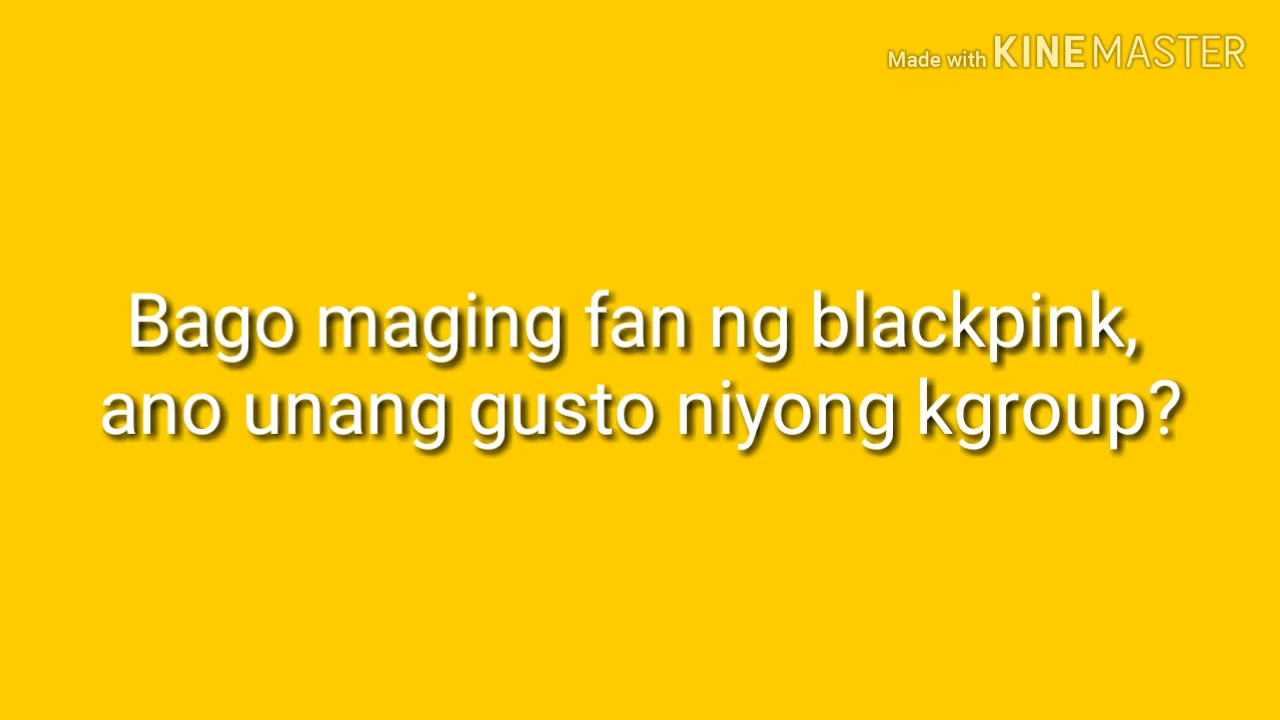 Made with KINEMASTER
Bago maging fan ng blackpink,
ano unang gusto niyong kgroup?